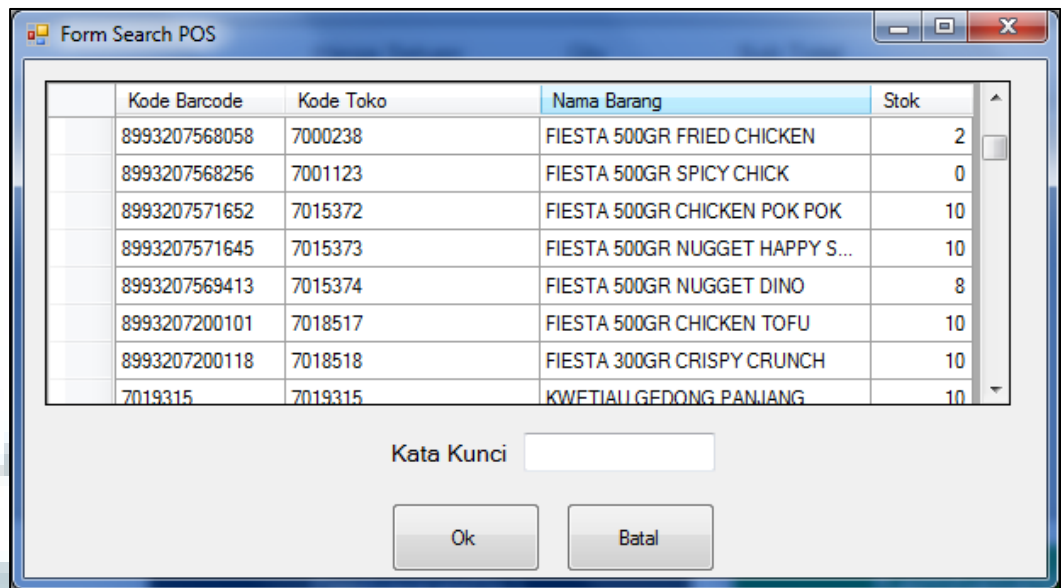 Form Search POS
Kode Barcode Kode Toko Nama Barang Stok
8993207568058 7000238 FIESTA 500GR FRIED CHICKEN 2
8993207568256 7001123 FIESTA 500GR SPICY CHICK 0
8993207571652 7015372 FIESTA 500GR CHICKEN POK POK 10
8993207571645 7015373 FIESTA 500GR NUGGET HAPPY S... 10
8993207569413 7015374 FIESTA 500GR NUGGET DINO 8
8993207200101 7018517 FIESTA 500GR CHICKEN TOFU 10
8993207200118 7018518 FIESTA 300GR CRISPY CRUNCH 10
7019315 7019315 KWETIAU GEDONG PANJANG 10
Kata Kunci
Ok Batal